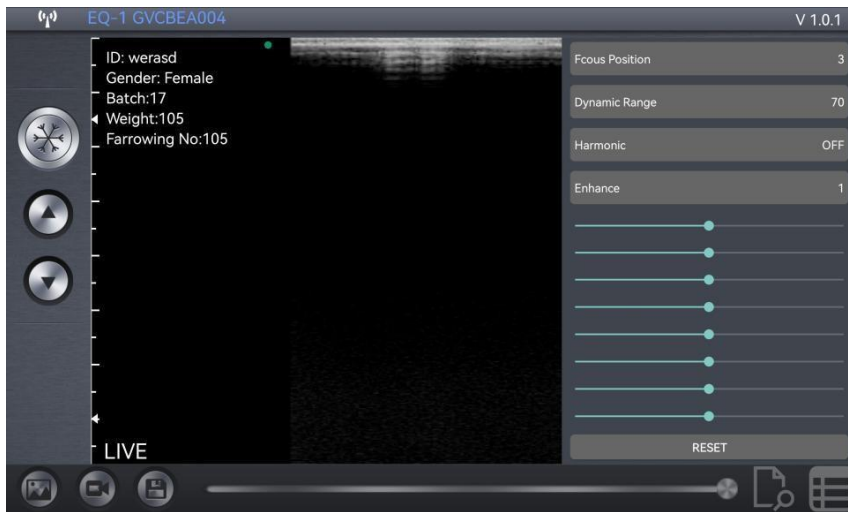 EQ-1 GVCBEA004
V 1.0.1
ID: werasd
Gender: Female
Batch:17
Weight:105
Farrowing No:105
LIVE
Fcous Position 3
Dynamic Range 70
Harmonic OFF
Enhance 1
RESET